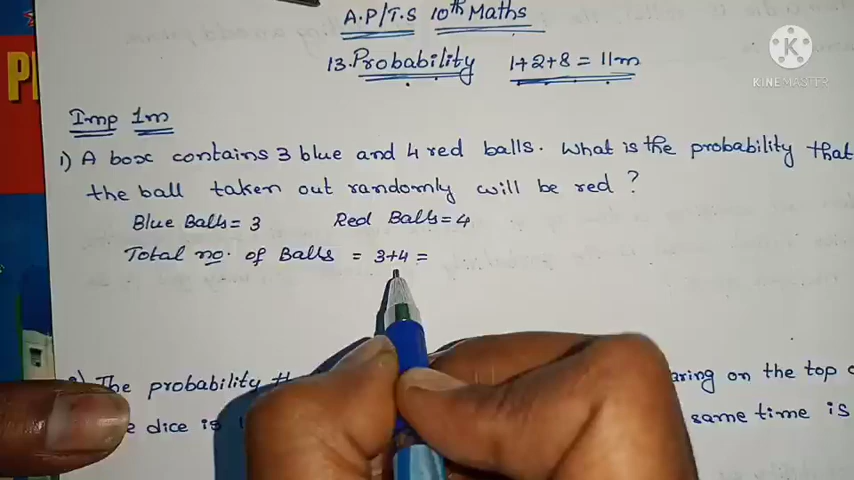 A.P/T.S 10th Maths
13. Probability 1+2+8 = 11m
KINEMASTER
Imp 1m
1) A box contains 3 blue and 4 red balls. What is the probability that
the ball taken out randomly will be red ?
Blue Balls = 3 Red Balls = 4
Total no. of Balls = 3+4 =
The probability aring on the top
dice is same time is